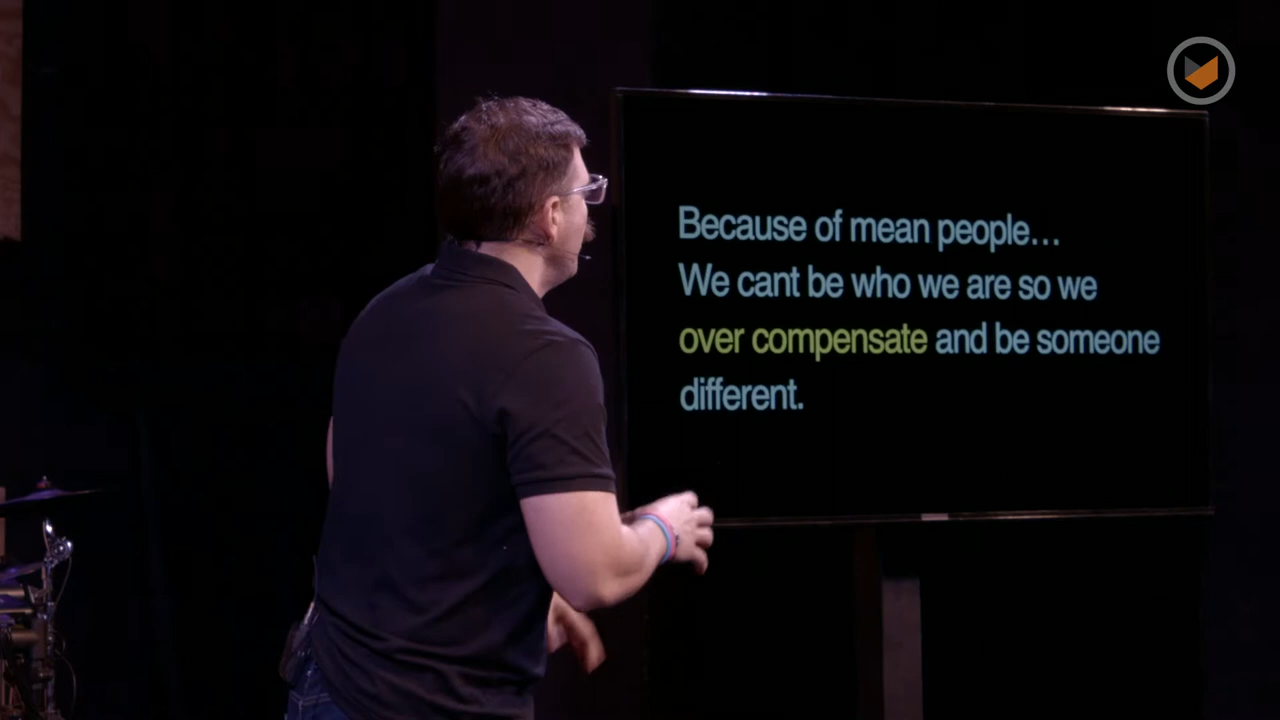 Because of mean people…
We cant be who we are so we
over compensate and be someone
different.